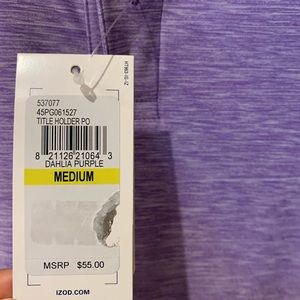 537077
45PG061527
TITLE HOLDER PO
8 21126 21064 3
DAHLIA PURPLE
MEDIUM
MSRP $55.00
IZOD.COM